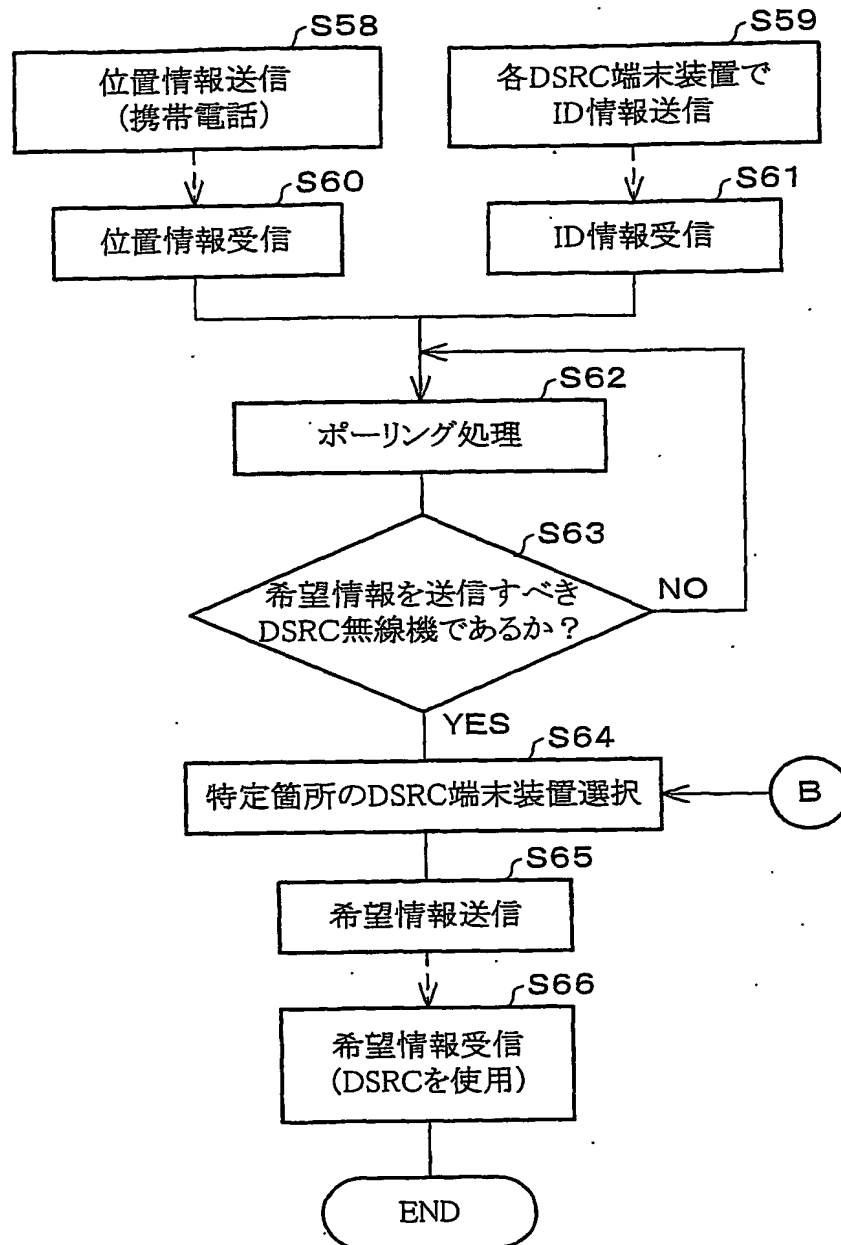 S58
位置情報送信
(携帯電話)
S59
各DSRC端末装置で
ID情報送信
S60
位置情報受信
S61
ID情報受信
S62
ポーリング処理
S63
希望情報を送信すべき
DSRC無線機であるか?
NO
YES
S64
特定箇所のDSRC端末装置選択
B
S65
希望情報送信
S66
希望情報受信
(DSRCを使用)
END